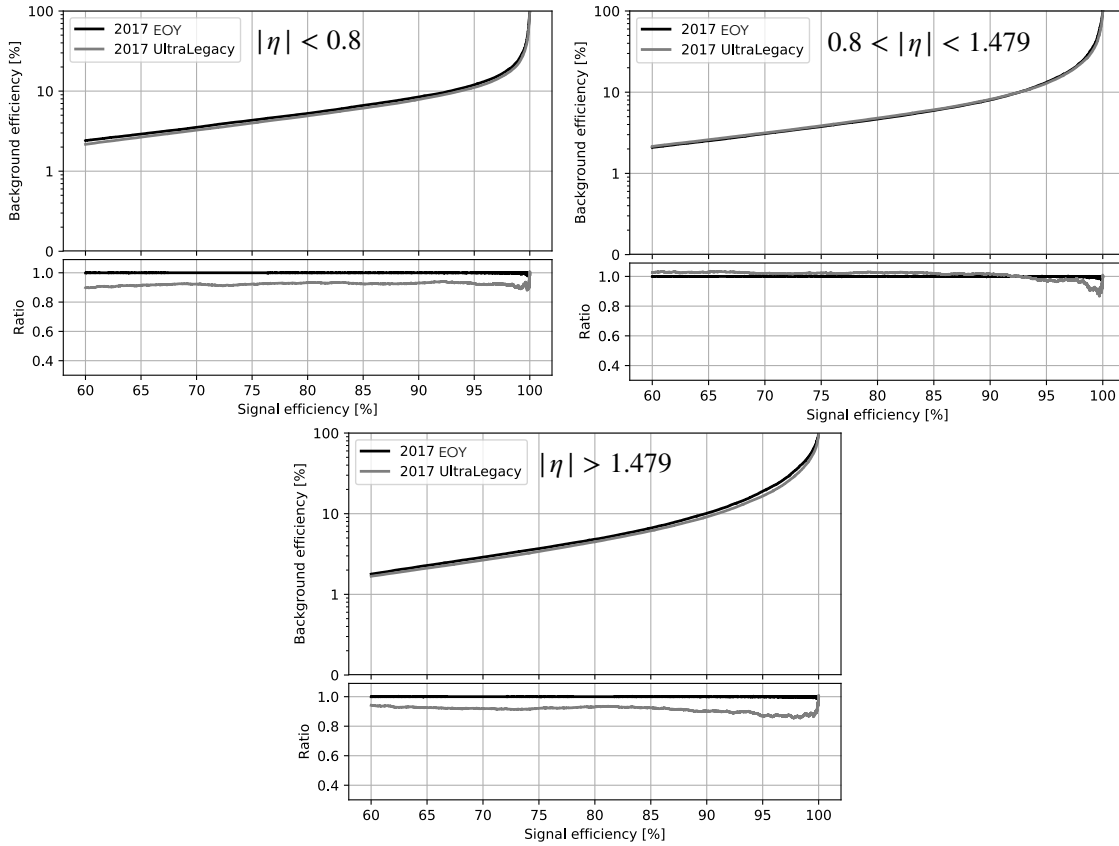 100
10
1
0
Background efficiency [%]
2017 EOY
2017 UltraLegacy
|η| < 0.8
1.0
0.8
0.6
0.4
Ratio
60 65 70 75 80 85 90 95 100
Signal efficiency [%]
100
10
1
0
Background efficiency [%]
2017 EOY
2017 UltraLegacy
0.8 < |η| < 1.479
1.0
0.8
0.6
0.4
Ratio
60 65 70 75 80 85 90 95 100
Signal efficiency [%]
100
10
1
0
Background efficiency [%]
2017 EOY
2017 UltraLegacy
|η| > 1.479
1.0
0.8
0.6
0.4
Ratio
60 65 70 75 80 85 90 95 100
Signal efficiency [%]